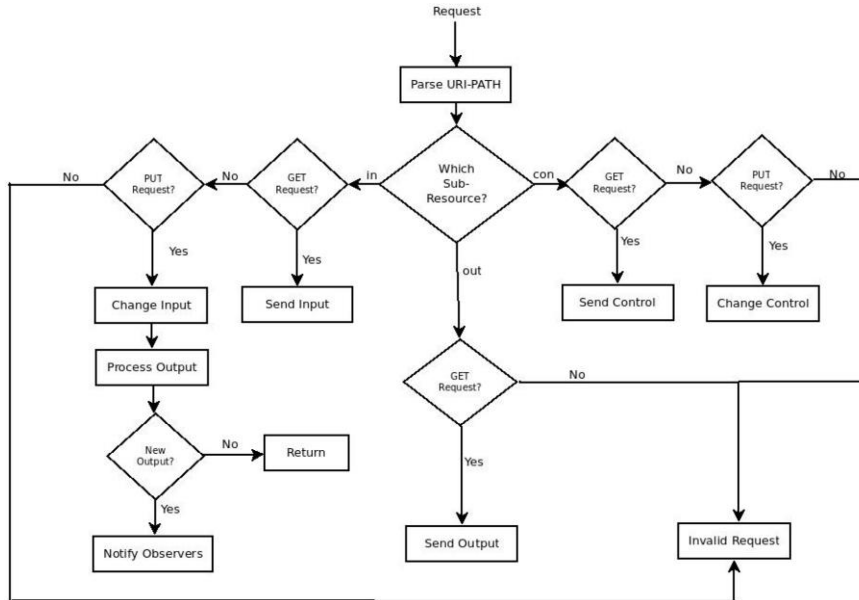 Request
Parse URI-PATH
Which
Sub-
Resource?
in
con
out
GET
Request?
No
Yes
Send Input
PUT
Request?
No
Yes
Change Input
Process Output
New
Output?
No
Return
Yes
Notify Observers
GET
Request?
No
Yes
Send Control
PUT
Request?
No
Yes
Change Control
GET
Request?
No
Yes
Send Output
Invalid Request